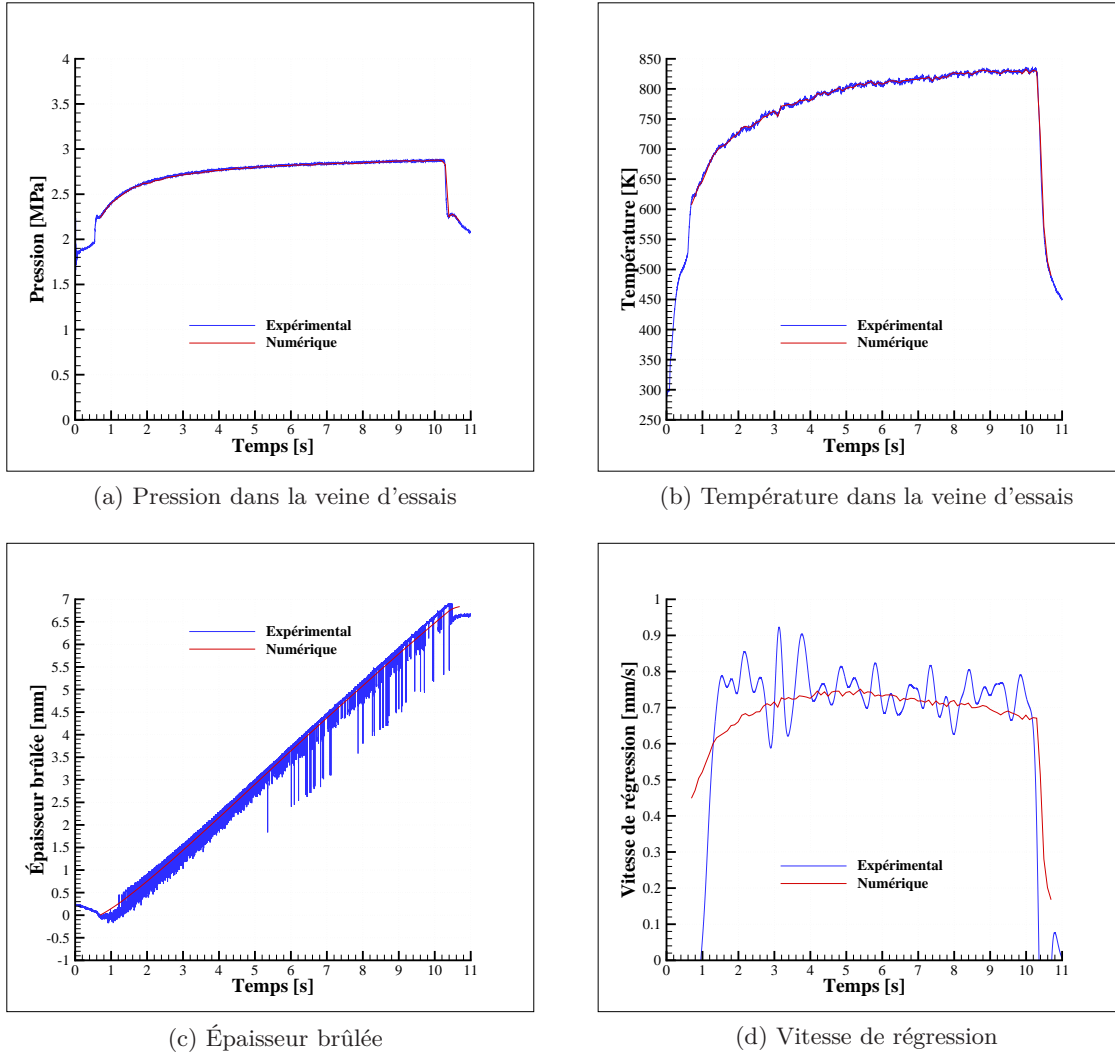 Pression [MPa]
4
3.5
3
2.5
2
1.5
1
0.5
0
0 1 2 3 4 5 6 7 8 9 10 11
Temps [s]
Expérimental
Numérique
(a) Pression dans la veine d'essais
Température [K]
850
800
750
700
650
600
550
500
450
400
350
300
250
0 1 2 3 4 5 6 7 8 9 10 11
Temps [s]
Expérimental
Numérique
(b) Température dans la veine d'essais
Épaisseur brûlée [mm]
7
6.5
6
5.5
5
4.5
4
3.5
3
2.5
2
1.5
1
0.5
0
-0.5
-1
0 1 2 3 4 5 6 7 8 9 10 11
Temps [s]
Expérimental
Numérique
(c) Épaisseur brûlée
Vitesse de régression [mm/s]
1
0.9
0.8
0.7
0.6
0.5
0.4
0.3
0.2
0.1
0
0 1 2 3 4 5 6 7 8 9 10 11
Temps [s]
Expérimental
Numérique
(d) Vitesse de régression